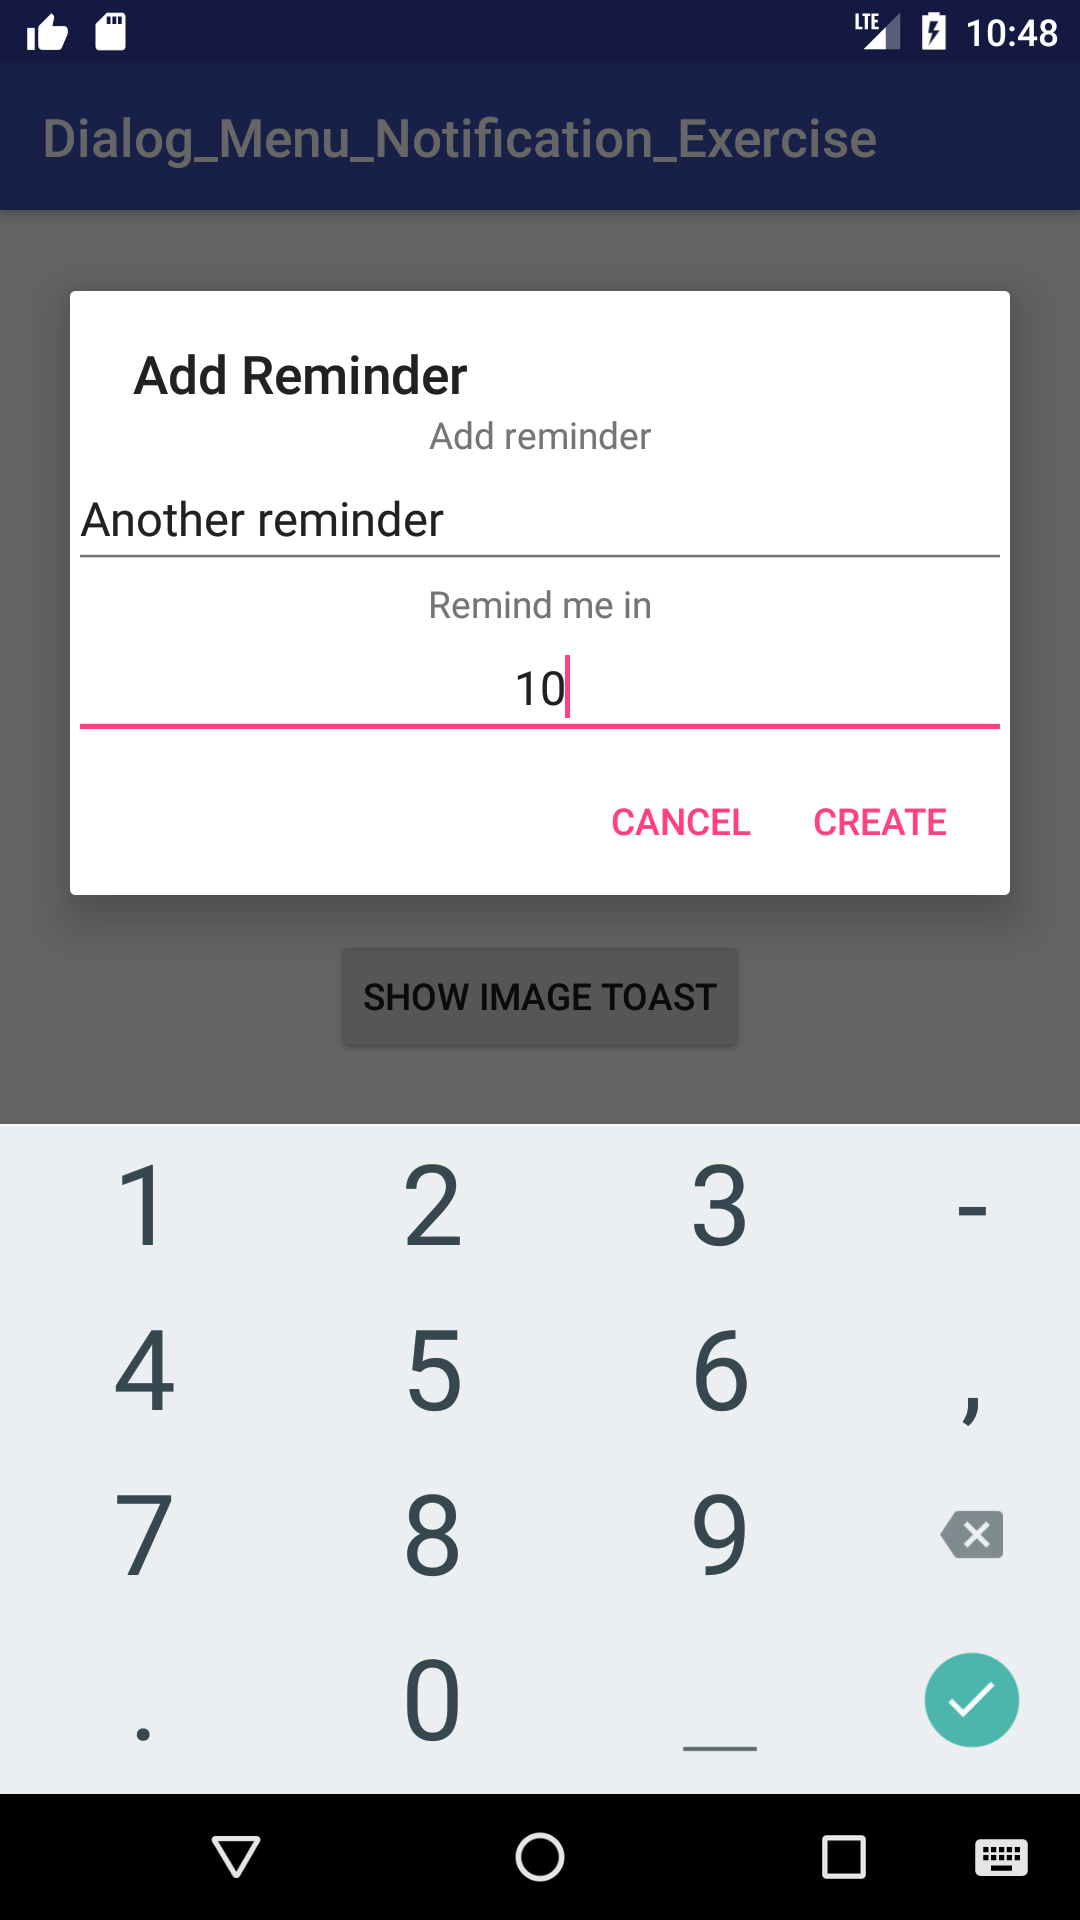 LTE 10:48
Dialog_Menu_Notification_Exercise
Add Reminder
Add reminder
Another reminder
Remind me in
10
CANCEL CREATE
SHOW IMAGE TOAST
1 2 3 -
4 5 6 ,
7 8 9
. 0 _